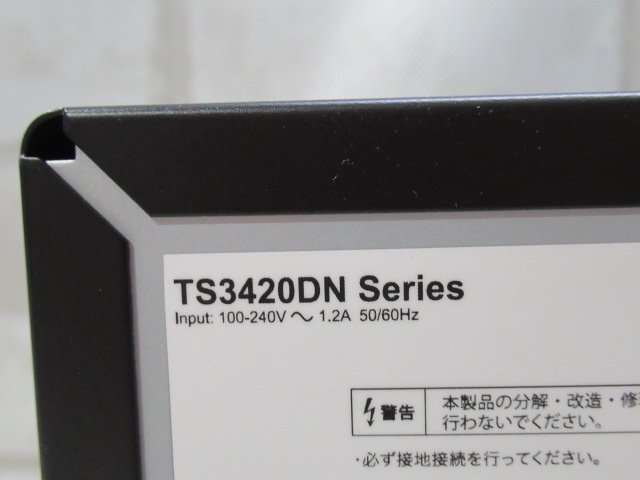 TS3420DN Series
Input: 100-240V ～ 1.2A 50/60Hz
警告
本製品の分解・改造・修
行わないでください。
・必ず接地接続を行ってください。